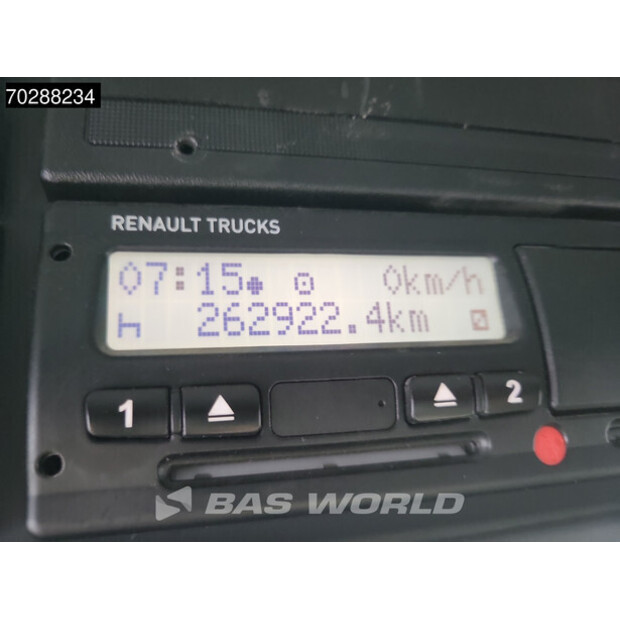 70288234
RENAULT TRUCKS
07:15 0km/h
262922.4km
1 2
BAS WORLD